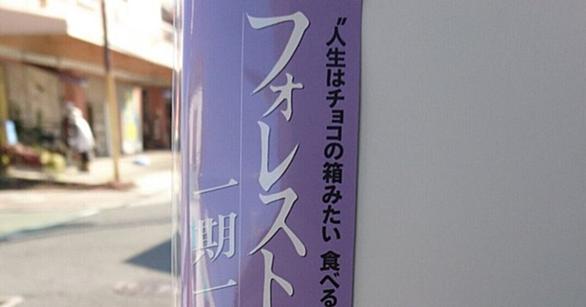 〝人生はチョコの箱みたい 食べる
フォレスト
一期一